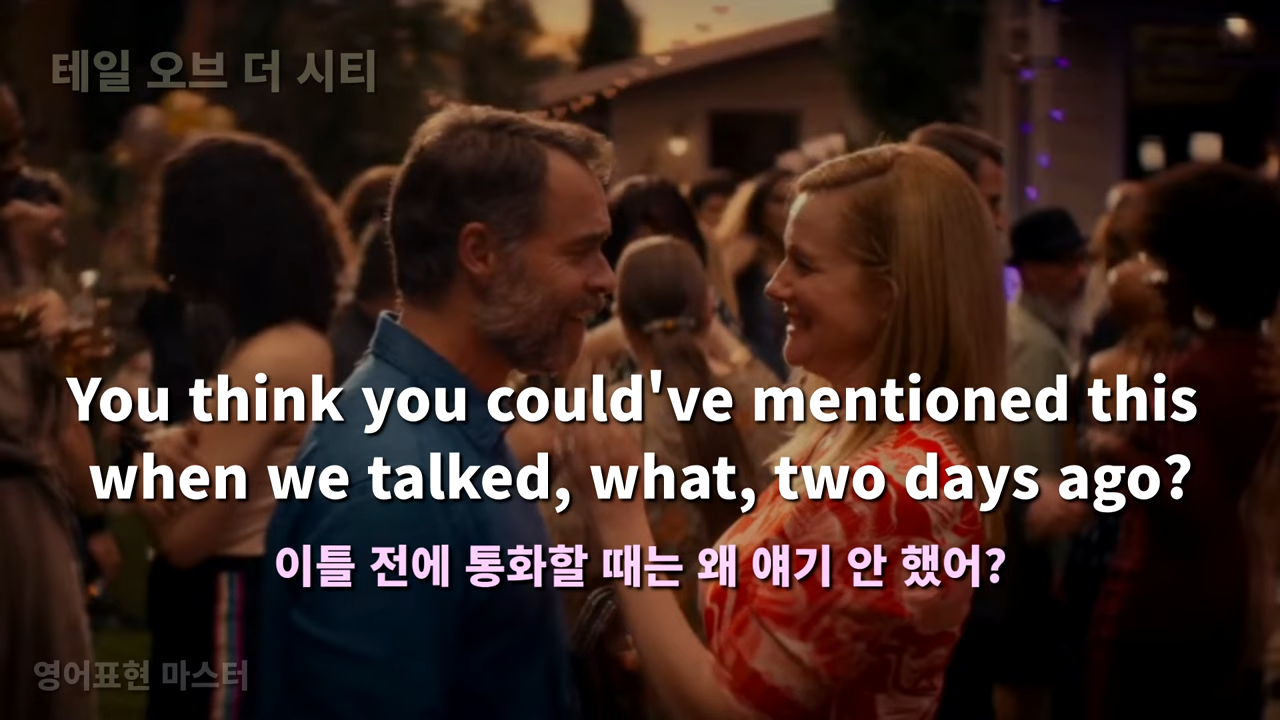 테일 오브 더 시티
You think you could've mentioned this
when we talked, what, two days ago?
이틀 전에 통화할 때는 왜 얘기 안 했어?
영어표현 마스터